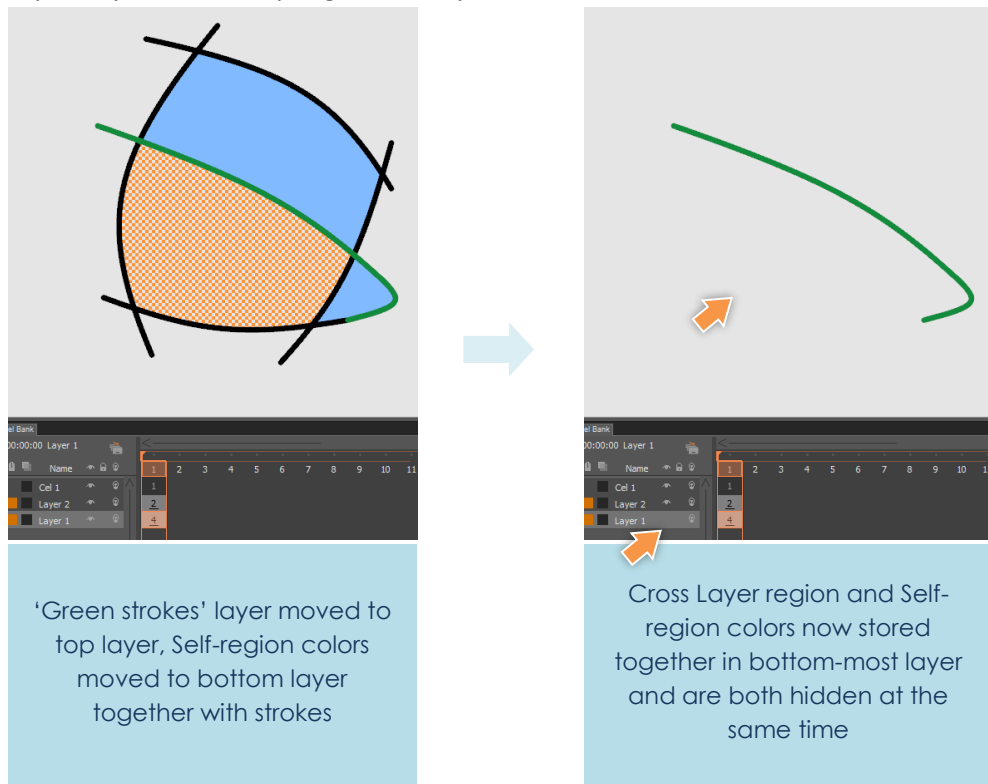 el Bank
00:00:00 Layer 1
Name
1 2 3 4 5 6 7 8 9 10 11
Cel 1
1
Layer 2
2
Layer 1
4
‘Green strokes’ layer moved to
top layer, Self-region colors
moved to bottom layer
together with strokes
el Bank
00:00:00 Layer 1
Name
1 2 3 4 5 6 7 8 9 10 1
Cel 1
1
Layer 2
2
Layer 1
4
Cross Layer region and Self-
region colors now stored
together in bottom-most layer
and are both hidden at the
same time